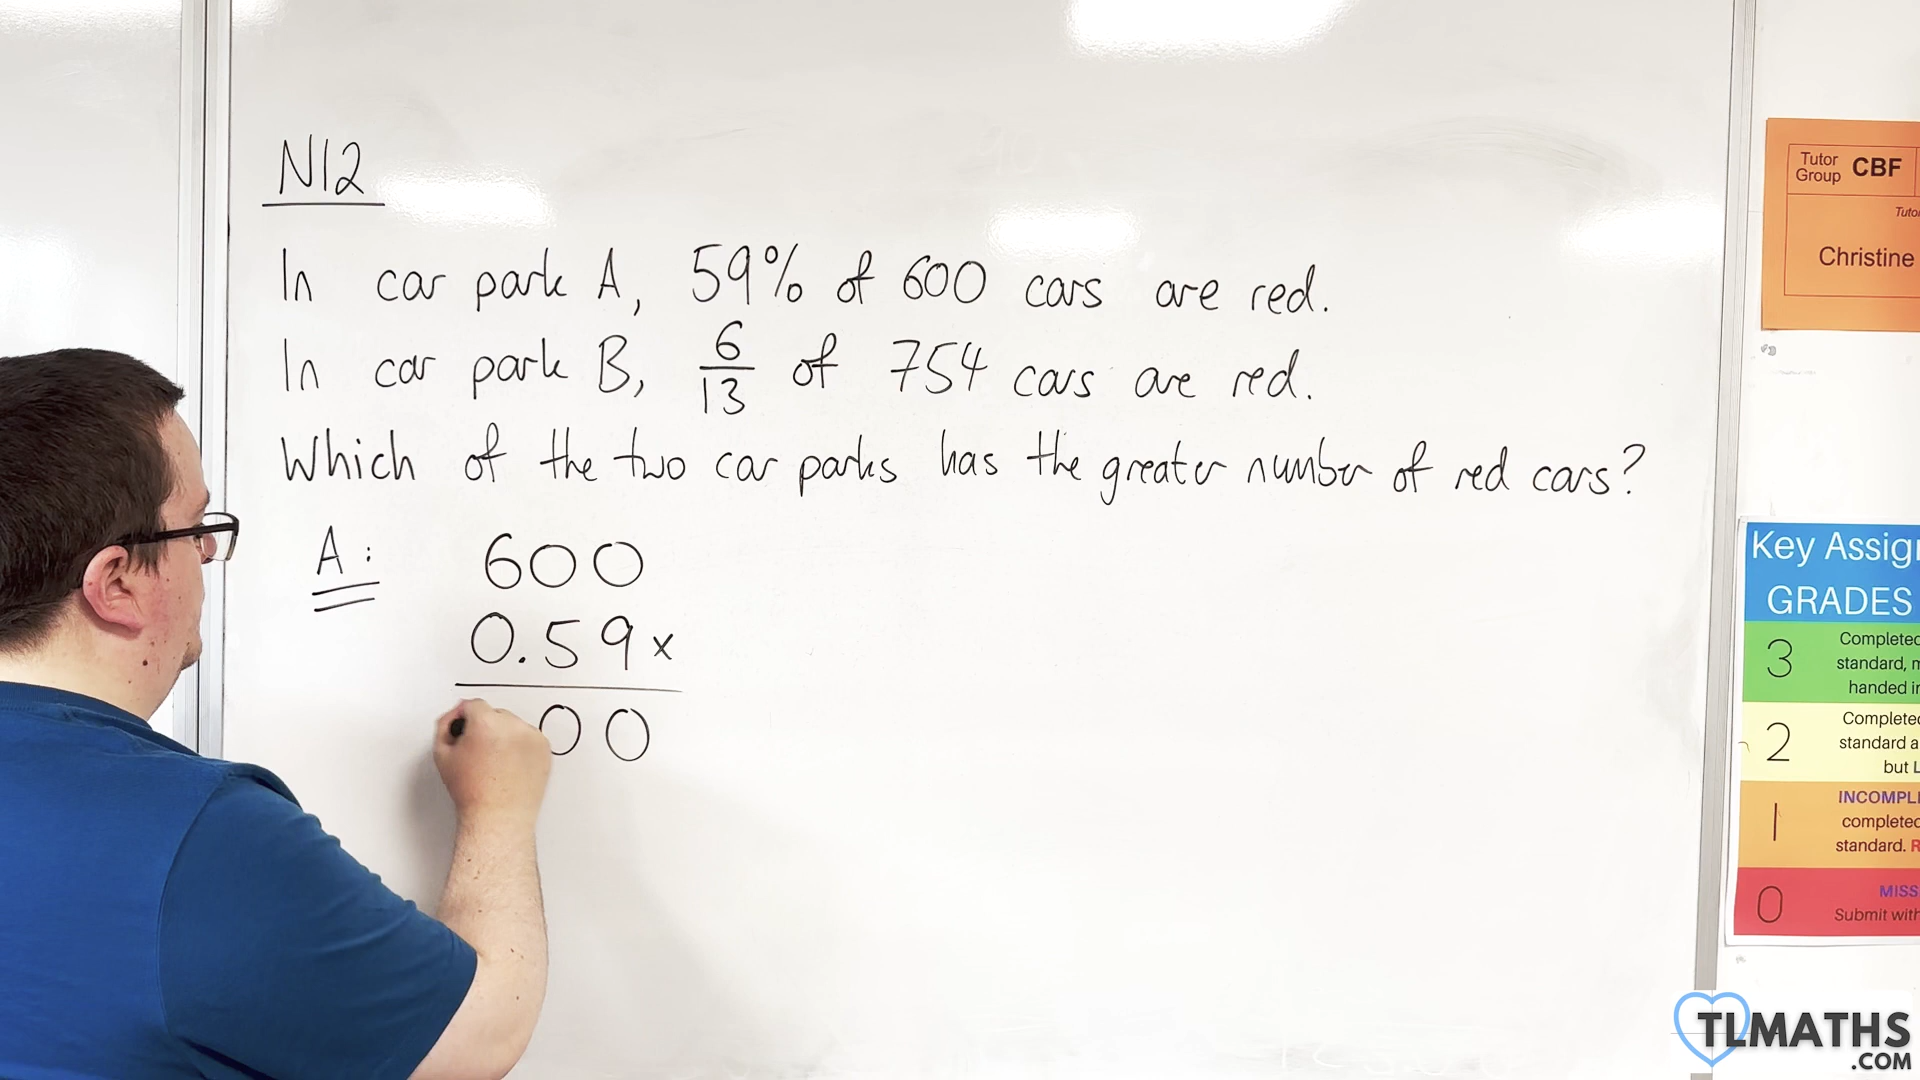 N12
In car park A, 59% of 600 cars are red.
In car park B, 6/13 of 754 cars are red.
Which of the two car parks has the greater number of red cars?
A: 600
0.59 x
00
Tutor Group CBF
Christine
Key Assig
GRADES
3 Completed
standard,
handed in
2 Completed
standard a
but
1 INCOMPL
completed
standard.
0 MISS
Submit with
TLMATHS
.COM